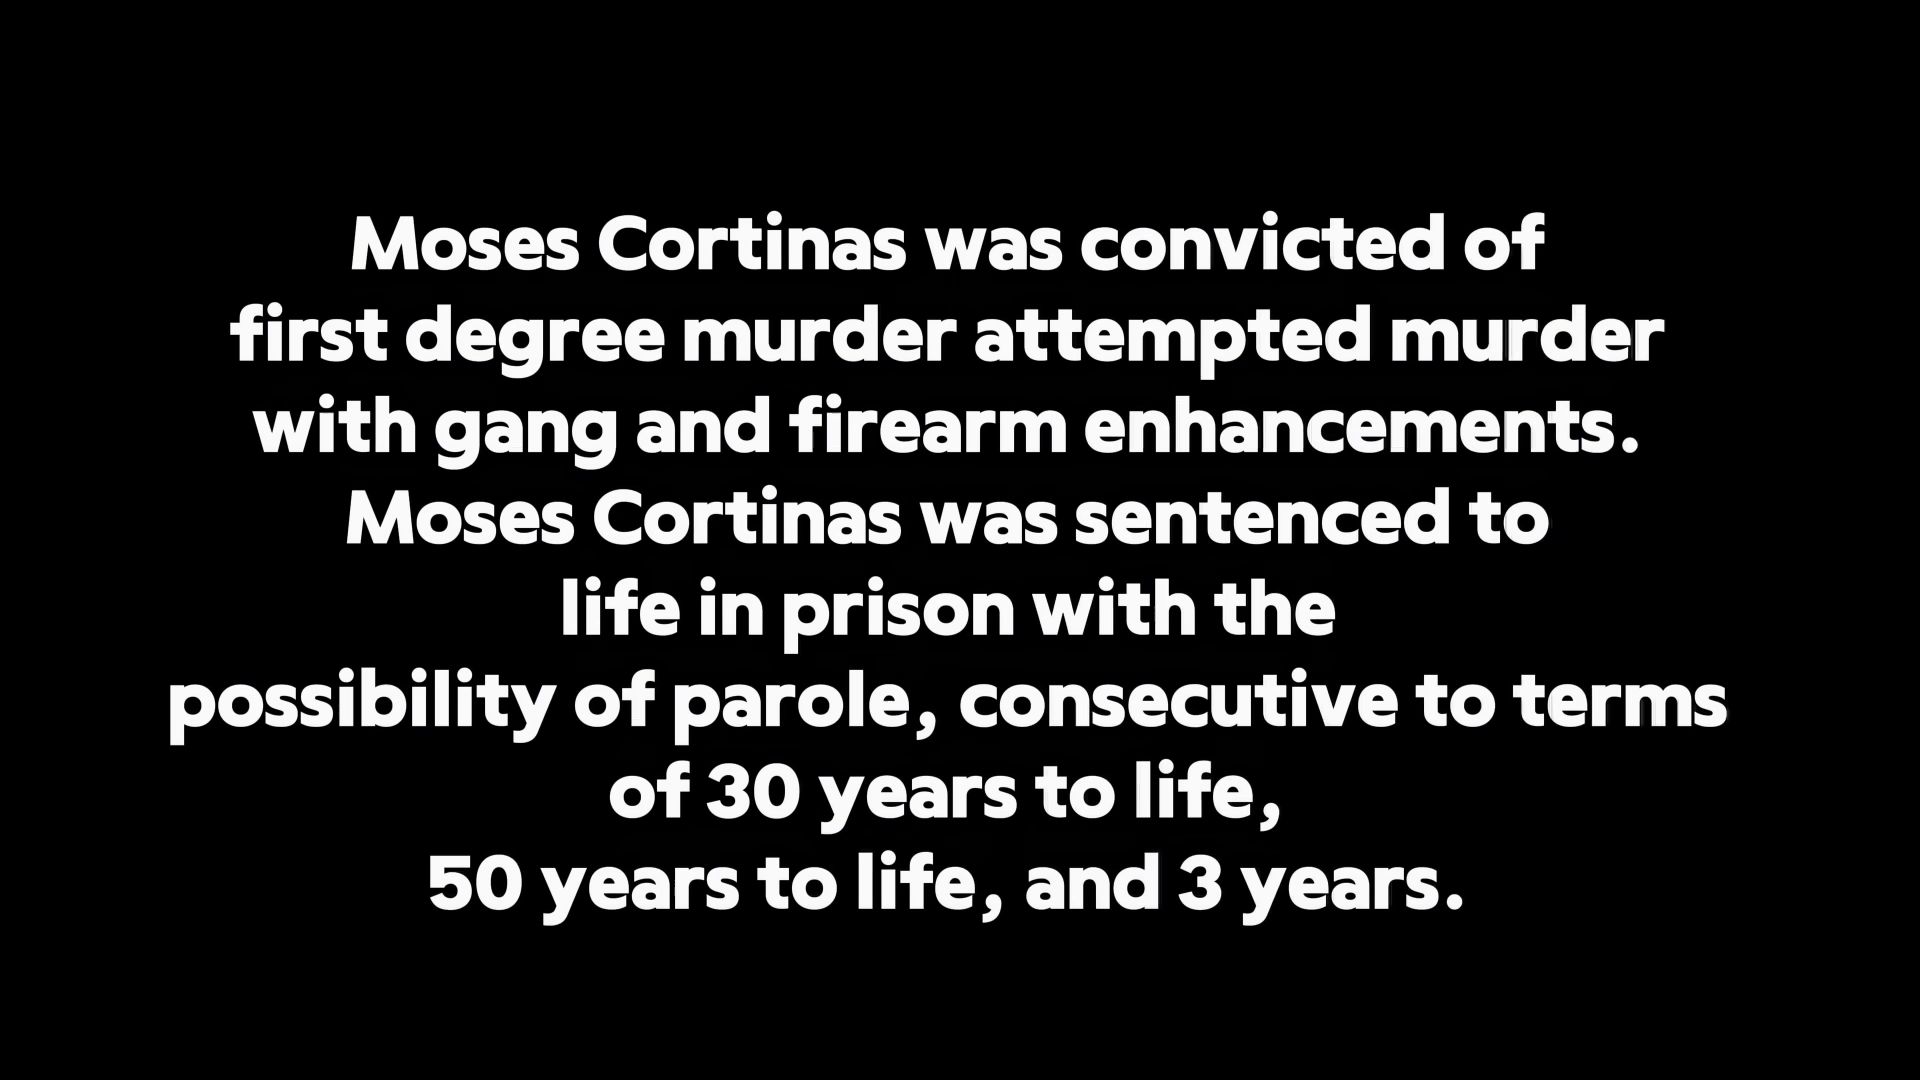 Moses Cortinas was convicted of
first degree murder attempted murder
with gang and firearm enhancements.
Moses Cortinas was sentenced to
life in prison with the
possibility of parole, consecutive to terms
of 30 years to life,
50 years to life, and 3 years.